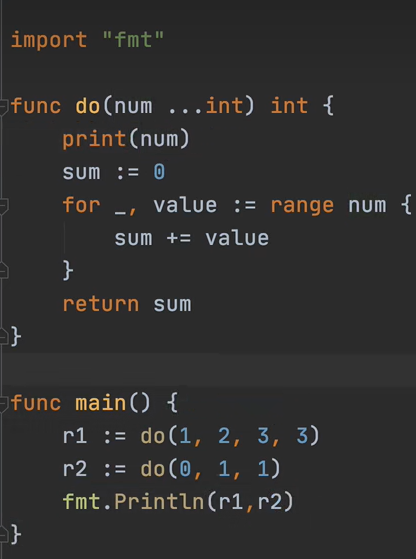 import "fmt"
func do(num ...int) int {
    print(num)
    sum := 0
    for _, value := range num {
        sum += value
    }
    return sum
}
func main() {
    r1 := do(1, 2, 3, 3)
    r2 := do(0, 1, 1)
    fmt.Println(r1,r2)
}